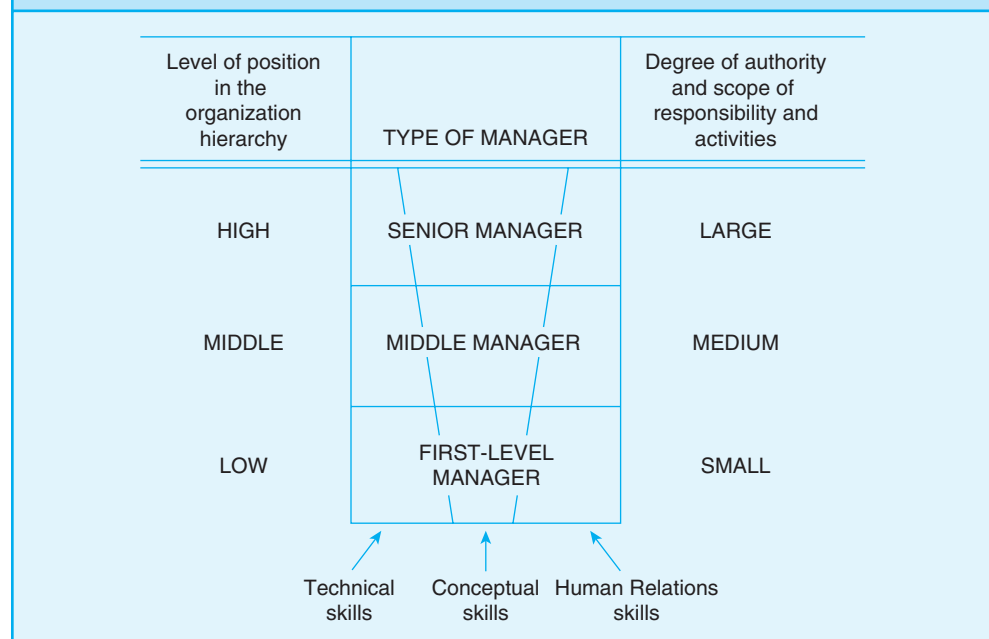 Level of position
in the
organization
hierarchy
TYPE OF MANAGER
Degree of authority
and scope of
responsibility and
activities
HIGH
SENIOR MANAGER
LARGE
MIDDLE
MIDDLE MANAGER
MEDIUM
LOW
FIRST-LEVEL
MANAGER
SMALL
Technical
skills
Conceptual
skills
Human Relations
skills